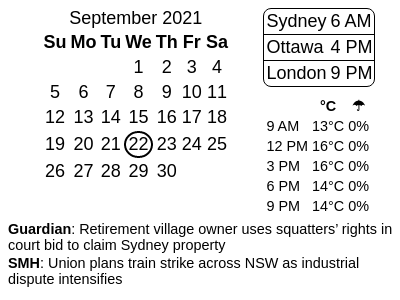 September 2021
Su Mo Tu We Th Fr Sa
1 2 3 4
5 6 7 8 9 10 11
12 13 14 15 16 17 18
19 20 21 22 23 24 25
26 27 28 29 30
Sydney 6 AM
Ottawa 4 PM
London 9 PM
°C ☂
9 AM 13°C 0%
12 PM 16°C 0%
3 PM 16°C 0%
6 PM 14°C 0%
9 PM 14°C 0%
Guardian: Retirement village owner uses squatters’ rights in
court bid to claim Sydney property
SMH: Union plans train strike across NSW as industrial
dispute intensifies